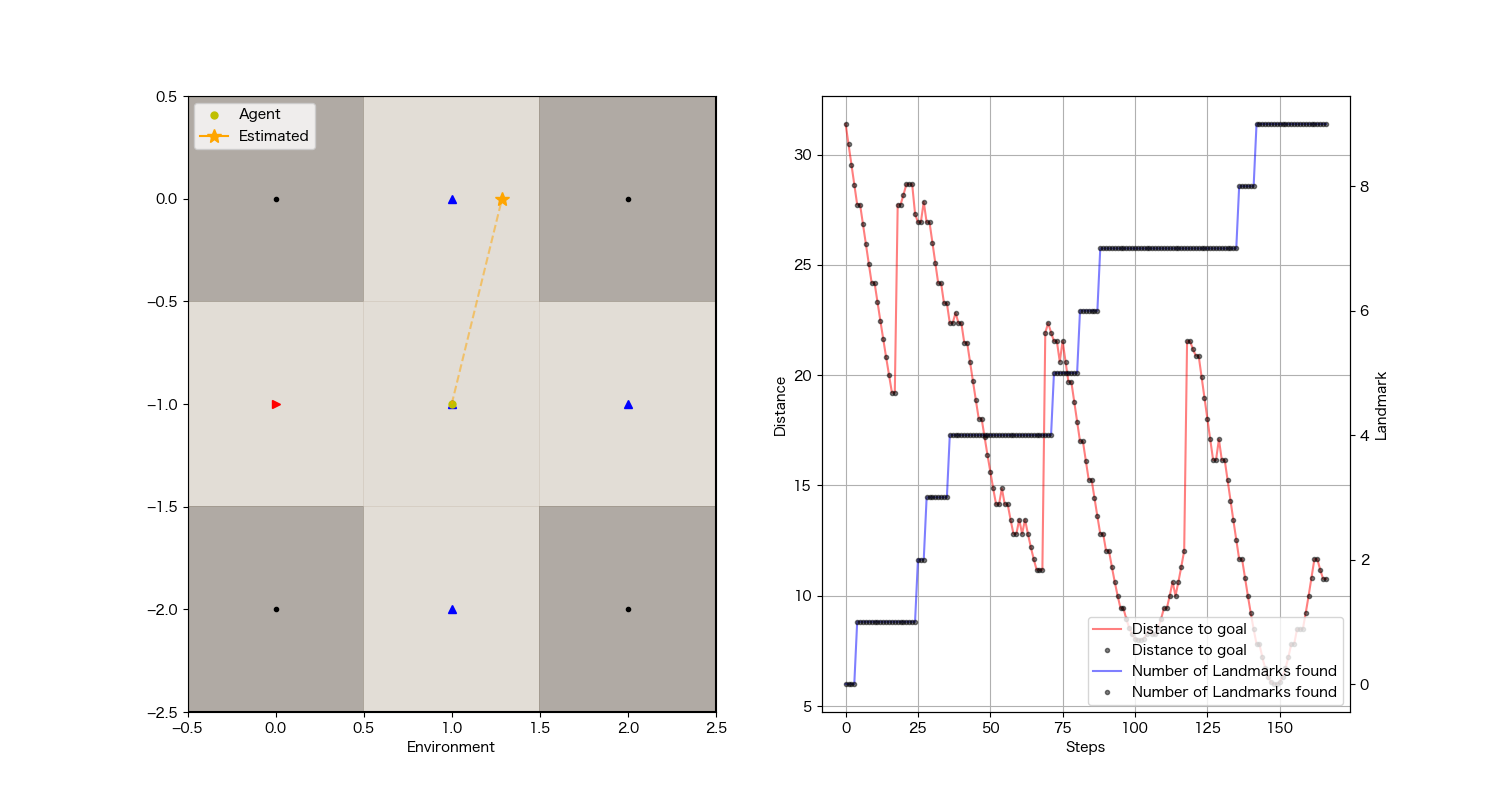 0.5
0.0
−0.5
−1.0
−1.5
−2.0
−2.5
−0.5 0.0 0.5 1.0 1.5 2.0 2.5
Environment
Agent
Estimated
30
25
20
15
10
5
Distance
0 25 50 75 100 125 150
Steps
8
6
4
2
0
Landmark
Distance to goal
Distance to goal
Number of Landmarks found
Number of Landmarks found